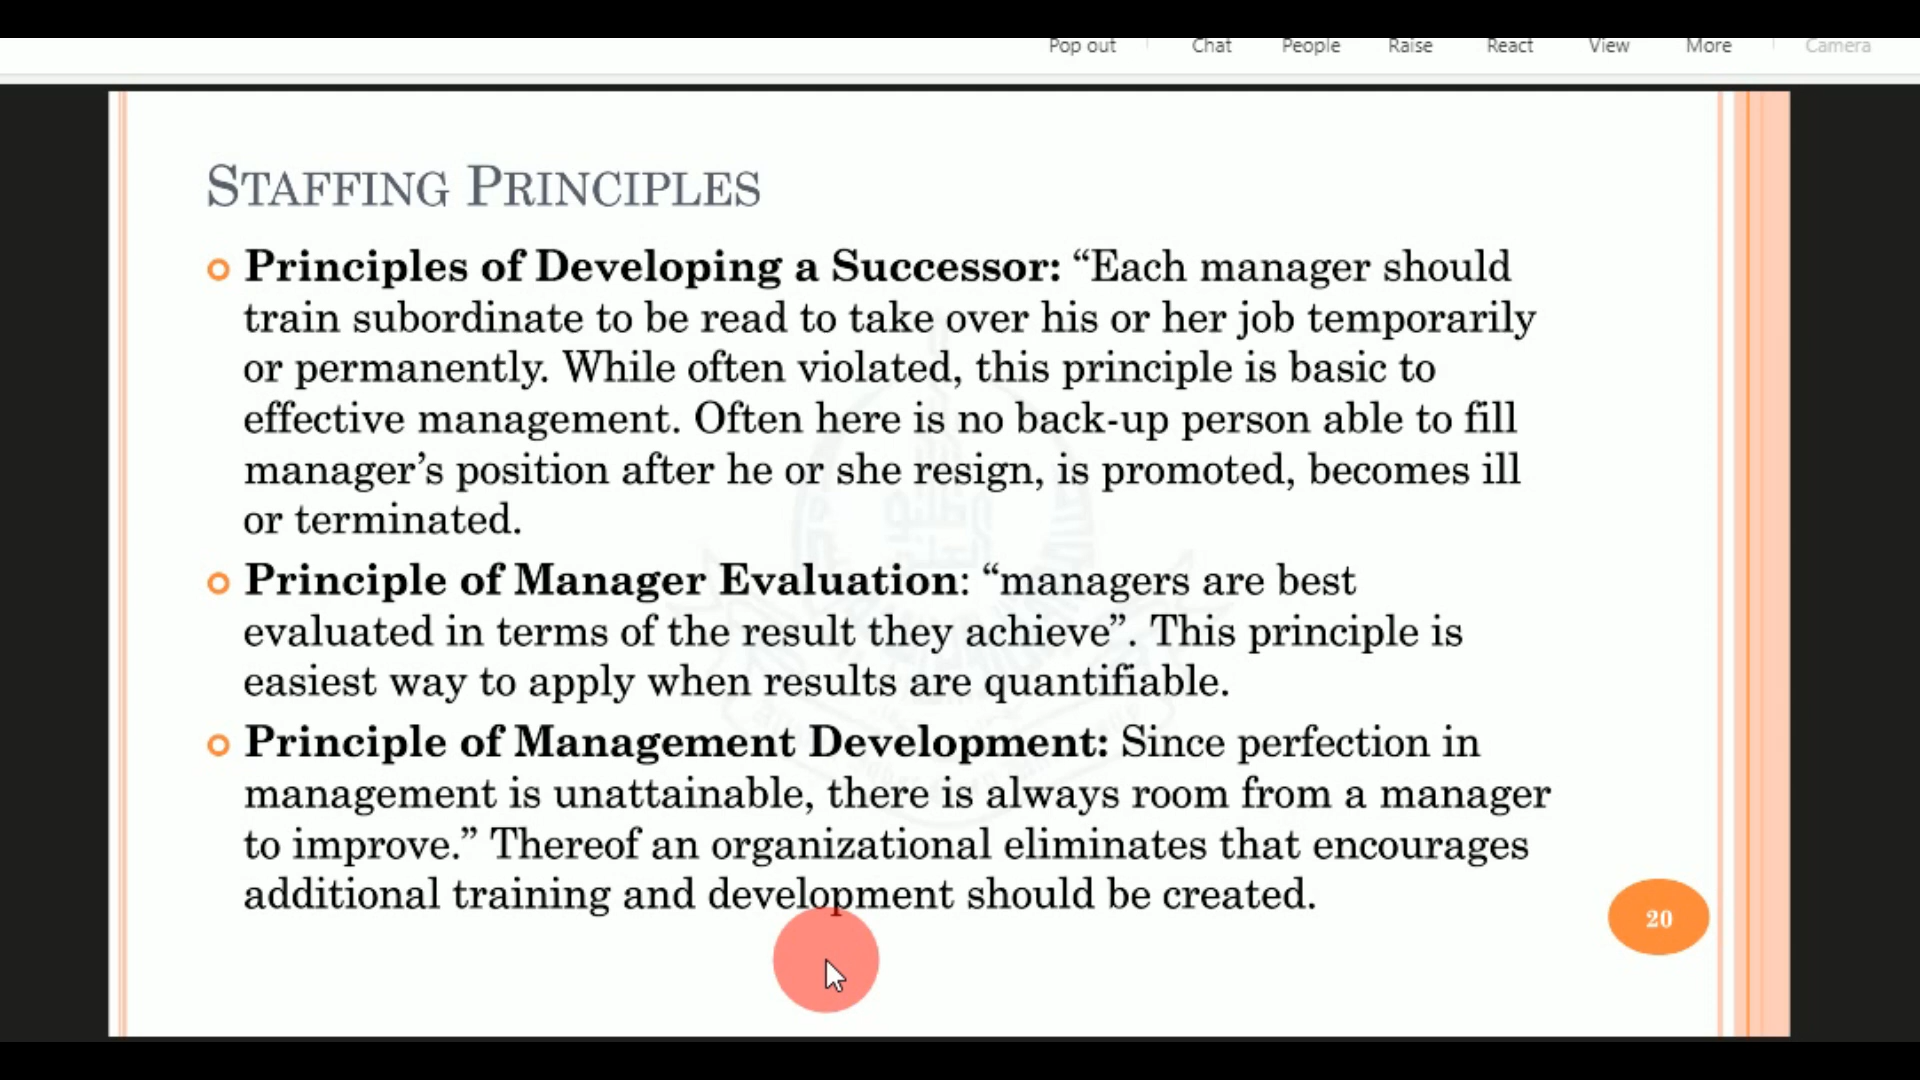 Pop out Chat People Raise React View More Camera
STAFFING PRINCIPLES
Principles of Developing a Successor: “Each manager should
train subordinate to be read to take over his or her job temporarily
or permanently. While often violated, this principle is basic to
effective management. Often here is no back-up person able to fill
manager’s position after he or she resign, is promoted, becomes ill
or terminated.
Principle of Manager Evaluation: “managers are best
evaluated in terms of the result they achieve”. This principle is
easiest way to apply when results are quantifiable.
Principle of Management Development: Since perfection in
management is unattainable, there is always room from a manager
to improve.” Thereof an organizational eliminates that encourages
additional training and development should be created.
20